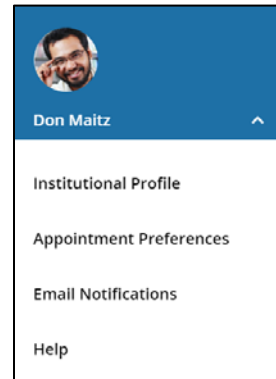 Don Maitz
Institutional Profile
Appointment Preferences
Email Notifications
Help